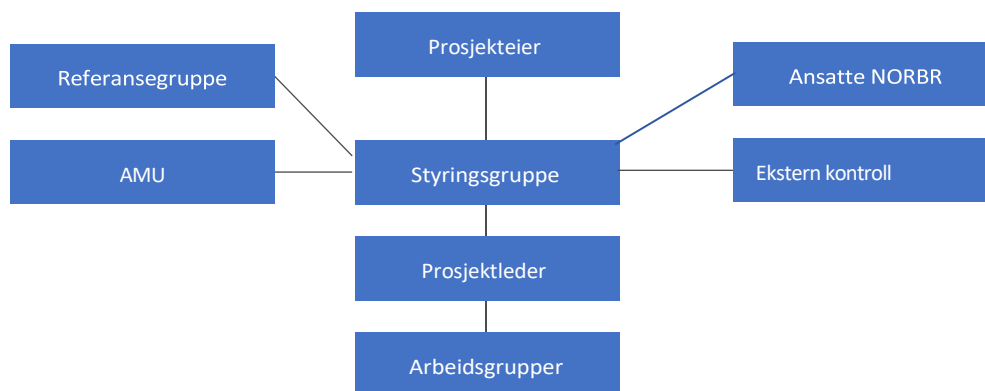 Prosjekteier
Referansegruppe
Ansatte NORBR
AMU
Styringsgruppe
Ekstern kontroll
Prosjektleder
Arbeidsgrupper